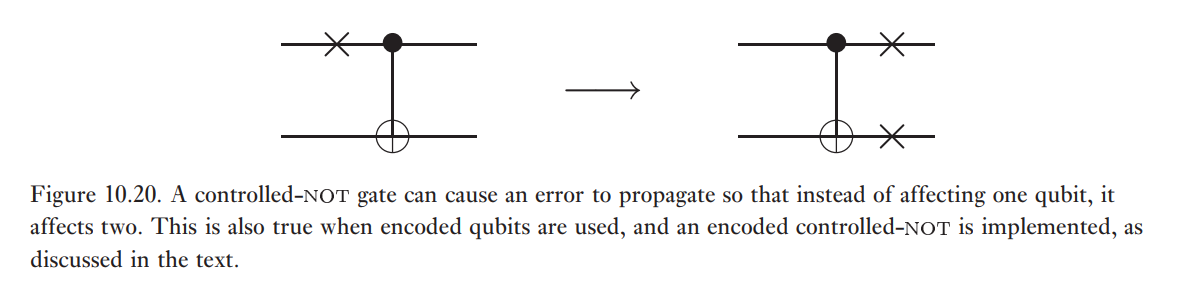 Figure 10.20. A controlled-NOT gate can cause an error to propagate so that instead of affecting one qubit, it
affects two. This is also true when encoded qubits are used, and an encoded controlled-NOT is implemented, as
discussed in the text.